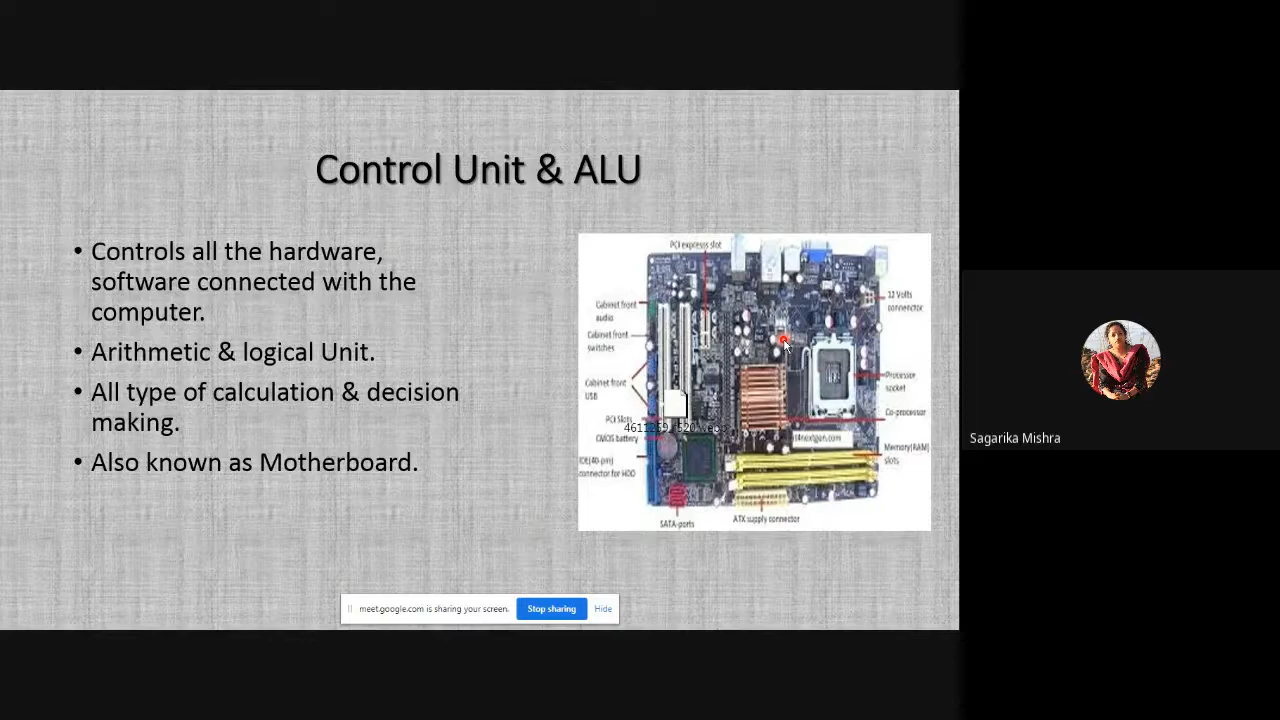 Control Unit & ALU
• Controls all the hardware,
software connected with the
computer.
• Arithmetic & logical Unit.
• All type of calculation & decision
making.
• Also known as Motherboard.
PCI expresss slot
Cabinet front
audio
Cabinet front
switches
Cabinet front
USB
PCI Slots
CMOS battery
IDE(40-pin)
connector for HDD
SATA-ports
ATX supply connector
12 Volts
connenctor
Processor
socket
Co-processor
Memory(RAM)
slots
meet.google.com is sharing your screen.
Stop sharing
Hide
Sagarika Mishra